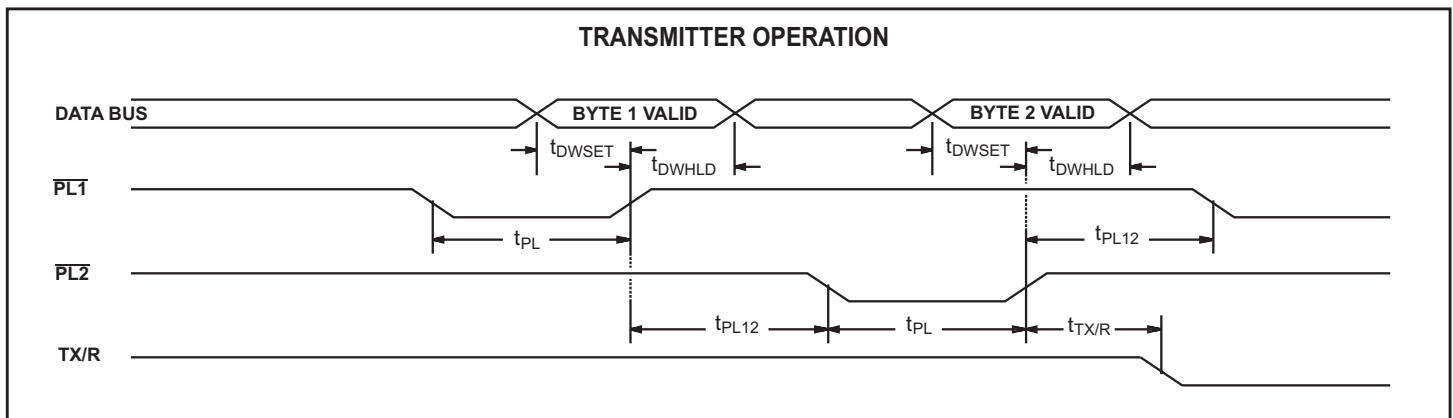 TRANSMITTER OPERATION
DATA BUS
BYTE 1 VALID
BYTE 2 VALID
tDWSET
tDWHLD
tDWSET
tDWHLD
PL1
tPL
tPL12
PL2
tPL12
tPL
tTX/R
TX/R